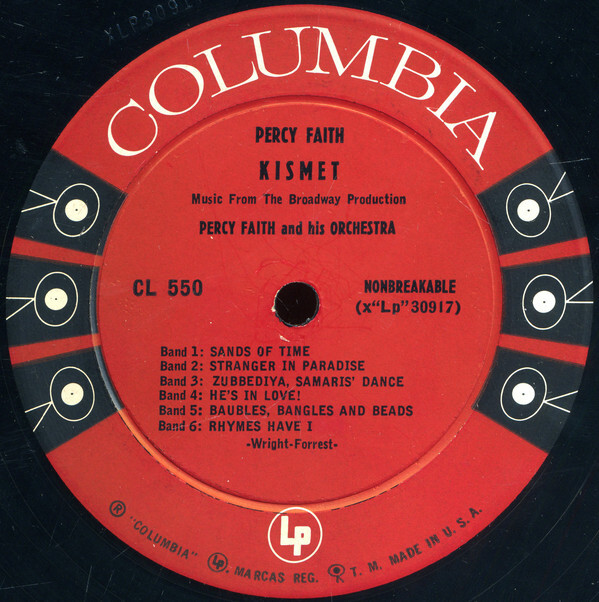 XLP3091
COLUMBIA
PERCY FAITH
KISMET
Music From The Broadway Production
PERCY FAITH and his ORCHESTRA
CL 550
NONBREAKABLE
(x"Lp"30917)
Band 1: SANDS OF TIME
Band 2: STRANGER IN PARADISE
Band 3: ZUBBEDIYA, SAMARIS' DANCE
Band 4: HE'S IN LOVE!
Band 5: BAUBLES, BANGLES AND BEADS
Band 6: RHYMES HAVE I
-Wright-Forrest-
Lp
® "COLUMBIA" Lp, MARCAS REG. T. M. MADE IN U. S. A.